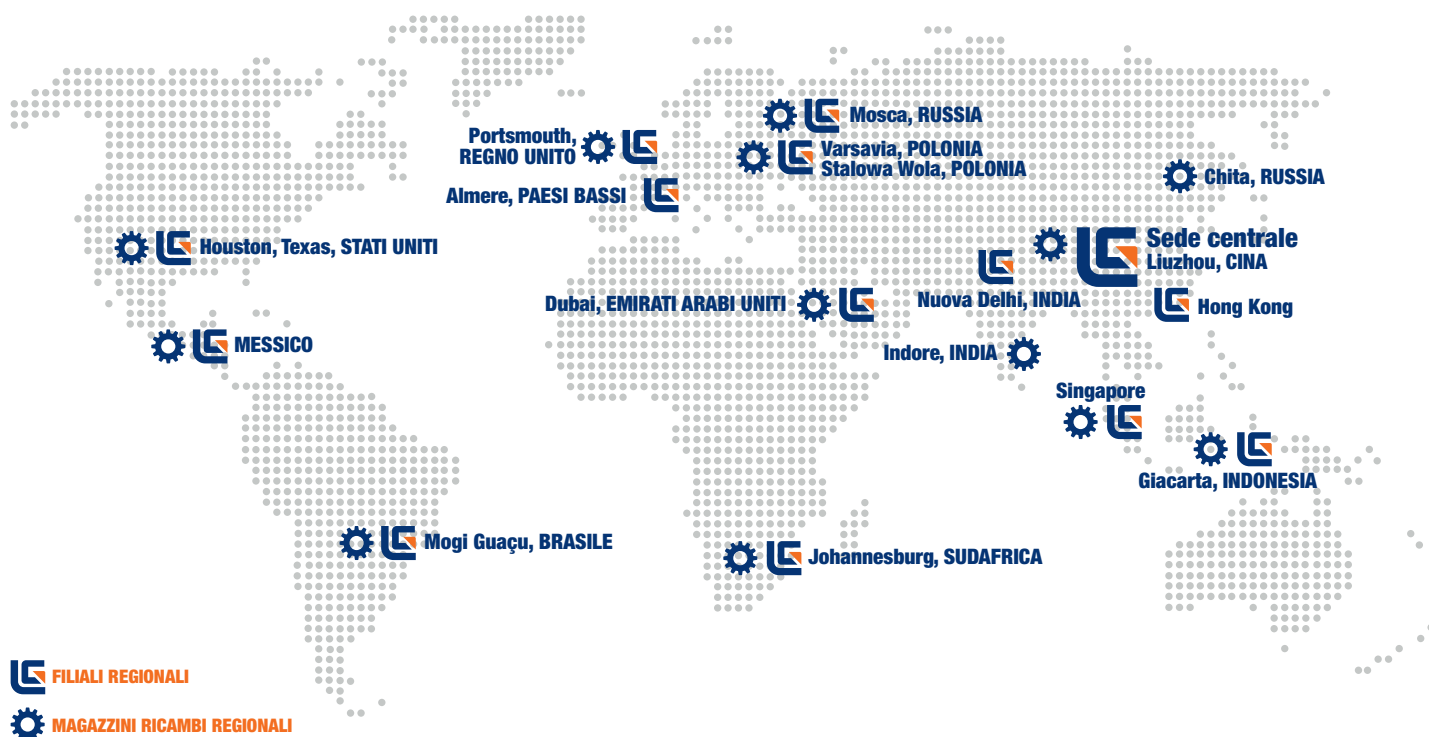 Mosca, RUSSIA
Portsmouth,
REGNO UNITO
Varsavia, POLONIA
Stalowa Wola, POLONIA
Chita, RUSSIA
Almere, PAESI BASSI
Houston, Texas, STATI UNITI
Sede centrale
Liuzhou, CINA
Nuova Delhi, INDIA
Hong Kong
Dubai, EMIRATI ARABI UNITI
MESSICO
Indore, INDIA
Singapore
Giacarta, INDONESIA
Mogi Guaçu, BRASILE
Johannesburg, SUDAFRICA
FILIALI REGIONALI
MAGAZZINI RICAMBI REGIONALI